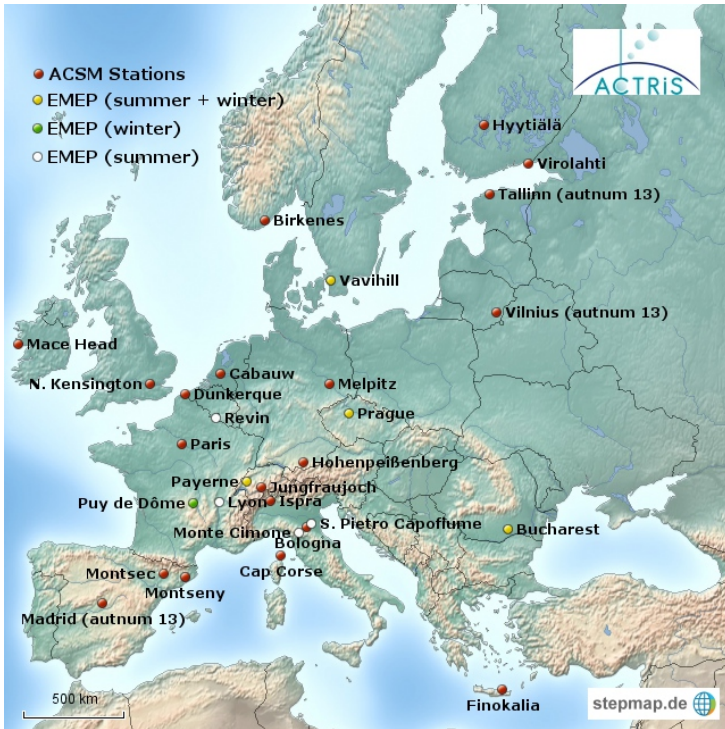 ACSM Stations
EMEP (summer + winter)
EMEP (winter)
EMEP (summer)
ACTRiS
Hyytiälä
Virolahti
Tallinn (autnum 13)
Birkenes
Vavihill
Vilnius (autnum 13)
Mace Head
Cabauw
N. Kensington
Melpitz
Dunkerque
Prague
Revin
Paris
Hohenpeißenberg
Payerne
Jungfraujoch
Puy de Dôme
Lyon
Ispra
S. Pietro Capoflume
Monte Cimone
Bucharest
Bologna
Cap Corse
Montsec
Montseny
Madrid (autnum 13)
Finokalia
500 km
stepmap.de